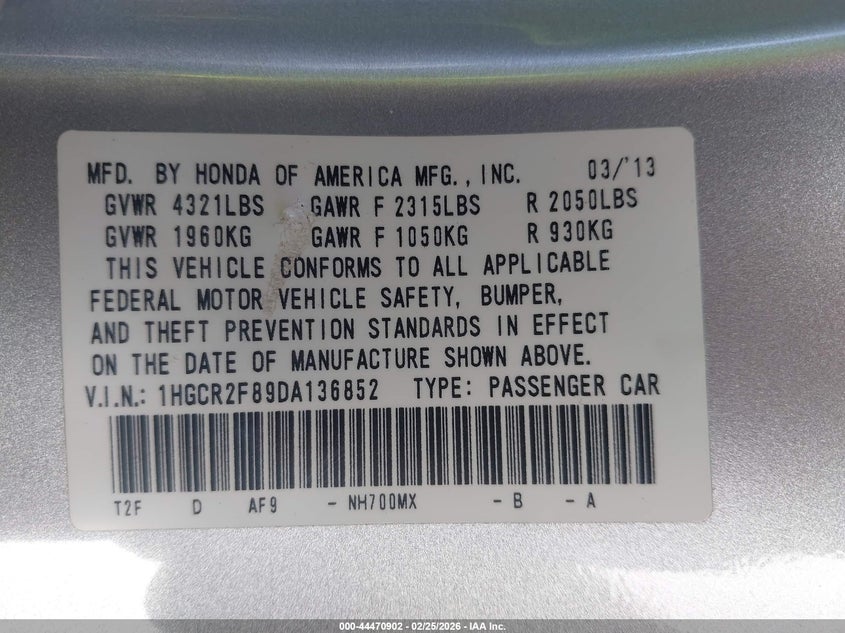 MFD. BY HONDA OF AMERICA MFG., INC. 03/'13
GVWR 4321LBS GAWR F 2315LBS R 2050LBS
GVWR 1960KG GAWR F 1050KG R 930KG
THIS VEHICLE CONFORMS TO ALL APPLICABLE
FEDERAL MOTOR VEHICLE SAFETY, BUMPER,
AND THEFT PREVENTION STANDARDS IN EFFECT
ON THE DATE OF MANUFACTURE SHOWN ABOVE.
V.I.N.: 1HGCR2F89DA136852 TYPE: PASSENGER CAR
T2F D AF9 - NH700MX - B - A
000-44470902 - 02/25/2026 - IAA Inc.